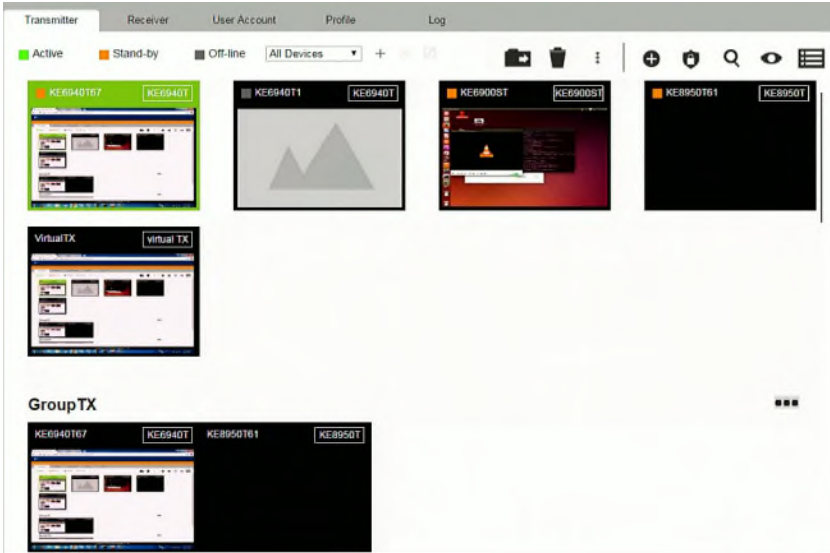 Transmitter Receiver User Account Profile Log
Active Stand-by Off-line All Devices
KE6940T67 KE6940T KE6940T1 KE6940T KE6900ST KE6900ST KE8950T61 KE8950T
VirtualTX virtual TX
GroupTX
KE6940T67 KE6940T KE8950T61 KE8950T